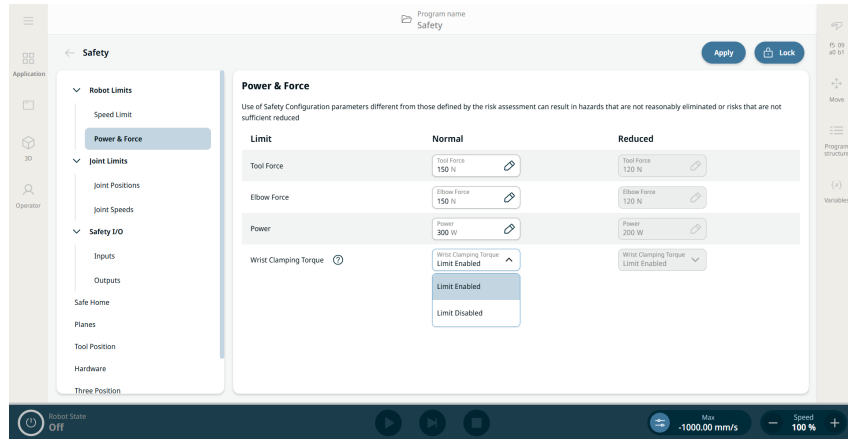 Program name
Safety
Application
3D
Operator
Safety
Apply
Lock
f5 09
a0 b1
Move
Program
structure
{x}
Variables
Robot Limits
Speed Limit
Power & Force
Joint Limits
Joint Positions
Joint Speeds
Safety I/O
Inputs
Outputs
Safe Home
Planes
Tool Position
Hardware
Three Position
Power & Force
Use of Safety Configuration parameters different from those defined by the risk assessment can result in hazards that are not reasonably eliminated or risks that are not
sufficient reduced
Limit
Normal
Reduced
Tool Force
Tool Force
150 N
Tool Force
120 N
Elbow Force
Elbow Force
150 N
Elbow Force
120 N
Power
Power
300 W
Power
200 W
Wrist Clamping Torque ?
Wrist Clamping Torque
Limit Enabled
Wrist Clamping Torque
Limit Enabled
Limit Enabled
Limit Disabled
Robot State
Off
Max
-1000.00 mm/s
Speed
100 %